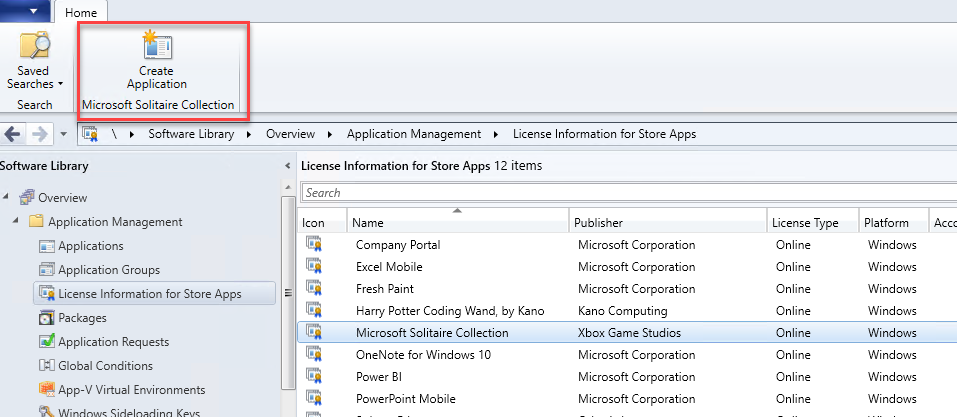 Home
Saved
Searches
Create
Application
Search
Microsoft Solitaire Collection
\ Software Library Overview Application Management License Information for Store Apps
Software Library
Overview
Application Management
Applications
Application Groups
License Information for Store Apps
Packages
Application Requests
Global Conditions
App-V Virtual Environments
Windows Sideloading Keys
License Information for Store Apps 12 items
Search
Icon Name Publisher License Type Platform Acco
Company Portal Microsoft Corporation Online Windows
Excel Mobile Microsoft Corporation Online Windows
Fresh Paint Microsoft Corporation Online Windows
Harry Potter Coding Wand, by Kano Kano Computing Online Windows
Microsoft Solitaire Collection Xbox Game Studios Online Windows
OneNote for Windows 10 Microsoft Corporation Online Windows
Power BI Microsoft Corporation Online Windows
PowerPoint Mobile Microsoft Corporation Online Windows